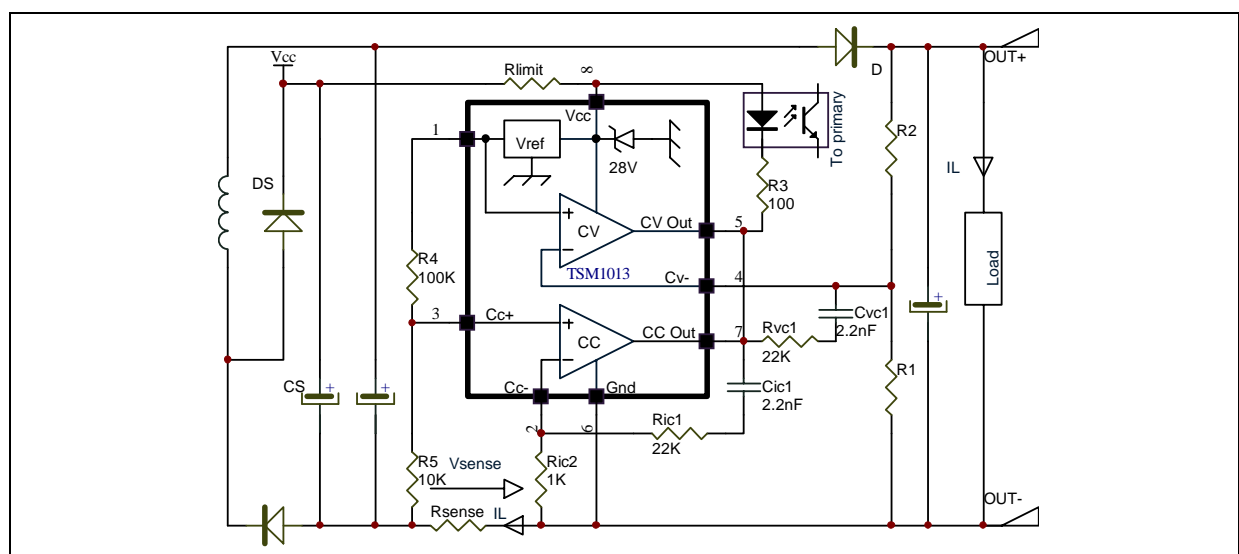 Vcc
Rlimit
∞
D
OUT+
1
Vcc
Vref
28V
To primary
R2
DS
R3
100
IL
CV Out
5
+
CV
−
TSM1013
R4
100K
Cv-
4
Load
3
Cc+
+
CC
−
CC Out
7
Rvc1
22K
Cvc1
2.2nF
+
CS
+
+
Cc-
Gnd
Cic1
2.2nF
R1
2
6
Ric1
22K
R5
10K
Vsense
Ric2
1K
Rsense
IL
OUT-